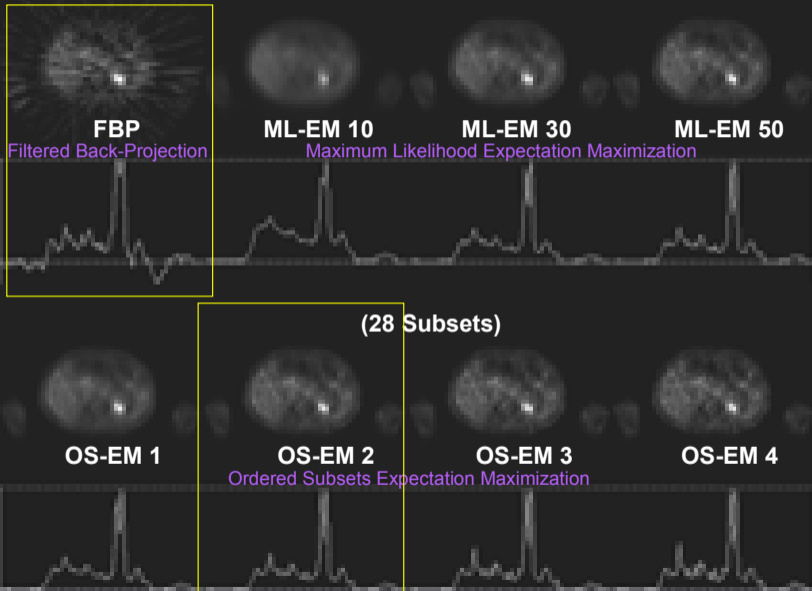 FBP
ML-EM 10
ML-EM 30
ML-EM 50
Filtered Back-Projection
Maximum Likelihood Expectation Maximization
(28 Subsets)
OS-EM 1
OS-EM 2
OS-EM 3
OS-EM 4
Ordered Subsets Expectation Maximization